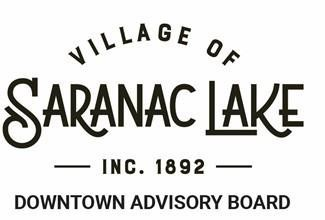 VILLAGE OF
SARANAC LAKE
INC. 1892
DOWNTOWN ADVISORY BOARD